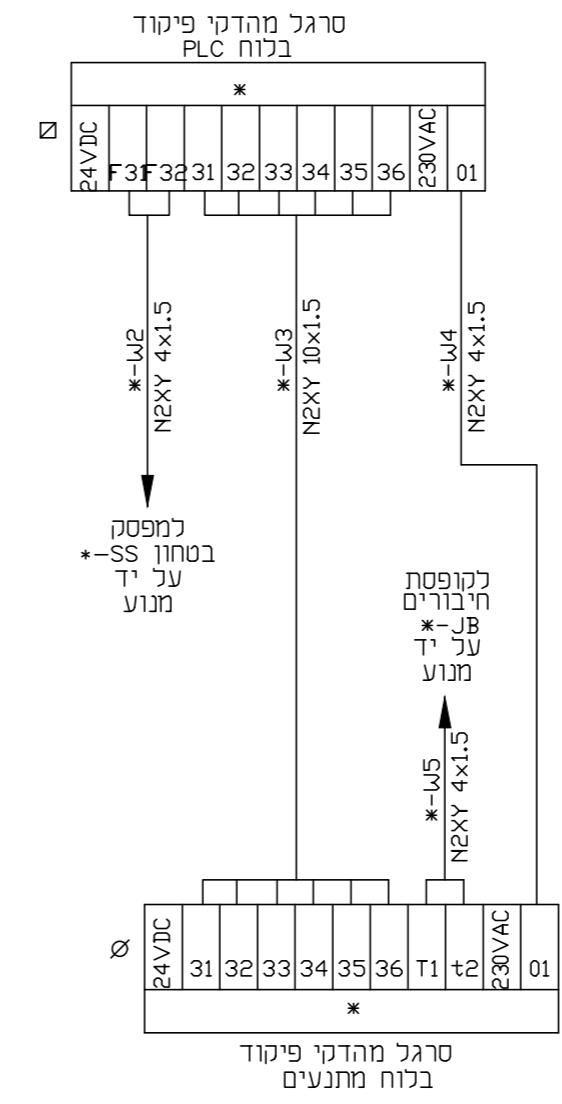 סרגל מהדקי פיקוד
בלוח PLC
*
24VDC F31 F32 31 32 33 34 35 36 230VAC 01
*-W2
N2XY 4x1.5
*-W3
N2XY 10x1.5
*-W4
N2XY 4x1.5
למפסק
בטחון *-SS
על יד
מנוע
לקופסת
חיבורים
*-JB
על יד
מנוע
*-W5
N2XY 4x1.5
24VDC 31 32 33 34 35 36 T1 t2 230VAC 01
*
סרגל מהדקי פיקוד
בלוח מתנעים